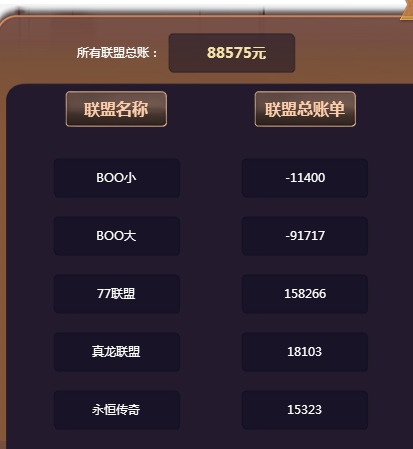 所有联盟总账： 88575元
联盟名称 联盟总账单
BOO小 -11400
BOO大 -91717
77联盟 158266
真龙联盟 18103
永恒传奇 15323